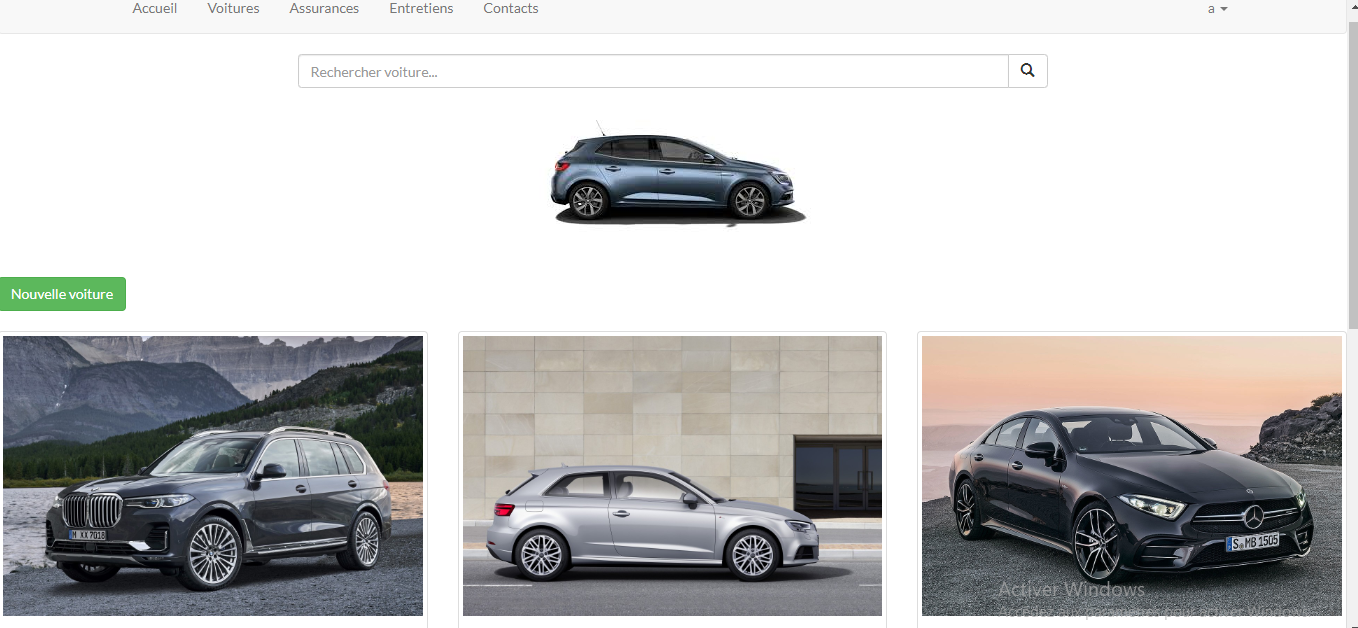 Accueil Voitures Assurances Entretiens Contacts a
Rechercher voiture...
Nouvelle voiture
M XX 7018
S MB 1505
Activer Windows
Accédez aux paramètres pour activer Windows.